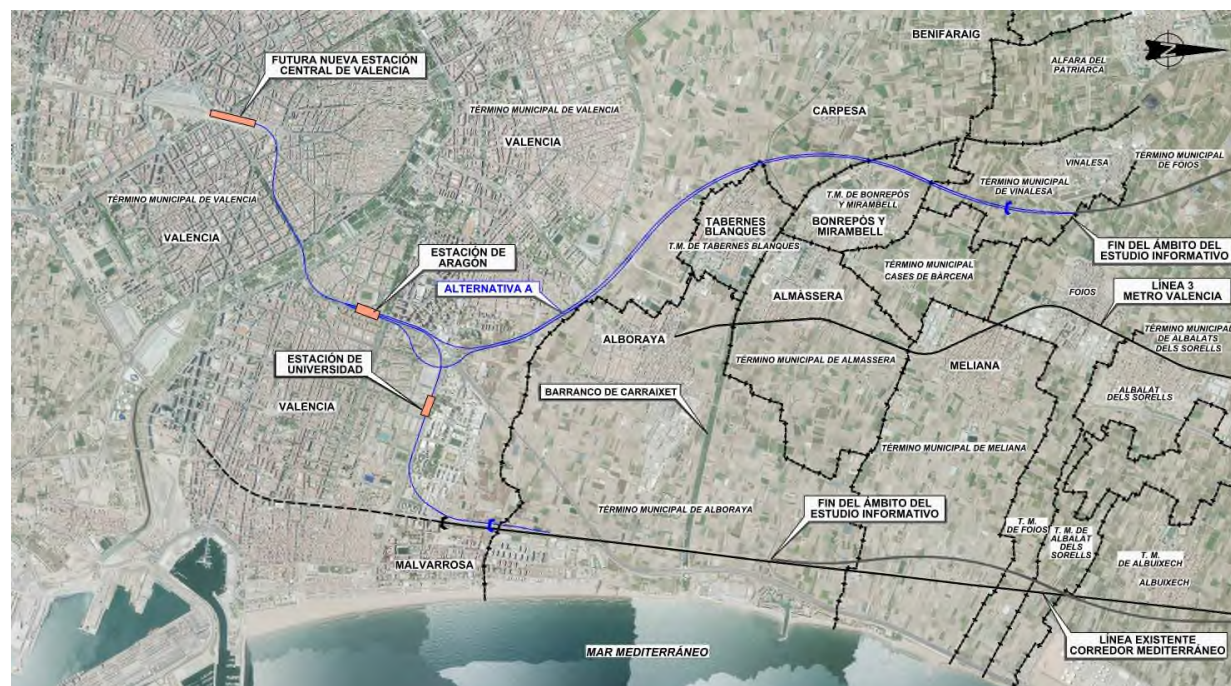 BENIFARAIG
FUTURA NUEVA ESTACIÓN
CENTRAL DE VALENCIA
N
ALFARA DEL
PATRIARCA
TÉRMINO MUNICIPAL DE VALENCIA
CARPESA
VALENCIA
VINALESA
TÉRMINO MUNICIPAL
DE FOIOS
TÉRMINO MUNICIPAL
DE VINALESA
TÉRMINO MUNICIPAL DE VALENCIA
T.M. DE BONREPÒS
Y MIRAMBELL
TABERNES
BLANQUES
BONREPÒS Y
MIRAMBELL
VALENCIA
T.M. DE TABERNES BLANQUES
FIN DEL ÁMBITO DEL
ESTUDIO INFORMATIVO
ESTACIÓN DE
ARAGÓN
TÉRMINO MUNICIPAL
CASES DE BÀRCENA
ALTERNATIVA A
ALMÀSSERA
FOIOS
LÍNEA 3
METRO VALENCIA
ALBORAYA
TÉRMINO MUNICIPAL
DE ALBALATS
DELS SORELLS
ESTACIÓN DE
UNIVERSIDAD
TÉRMINO MUNICIPAL DE ALMASSERA
MELIANA
BARRANCO DE CARRAIXET
ALBALAT
DELS SORELLS
VALENCIA
TÉRMINO MUNICIPAL DE MELIANA
FIN DEL ÁMBITO DEL
ESTUDIO INFORMATIVO
TÉRMINO MUNICIPAL DE ALBORAYA
T. M.
DE FOIOS
T. M. DE
ALBALAT
DELS
SORELLS
MALVARROSA
T. M.
DE ALBUIXECH
ALBUIXECH
MAR MEDITERRÁNEO
LÍNEA EXISTENTE
CORREDOR MEDITERRÁNEO